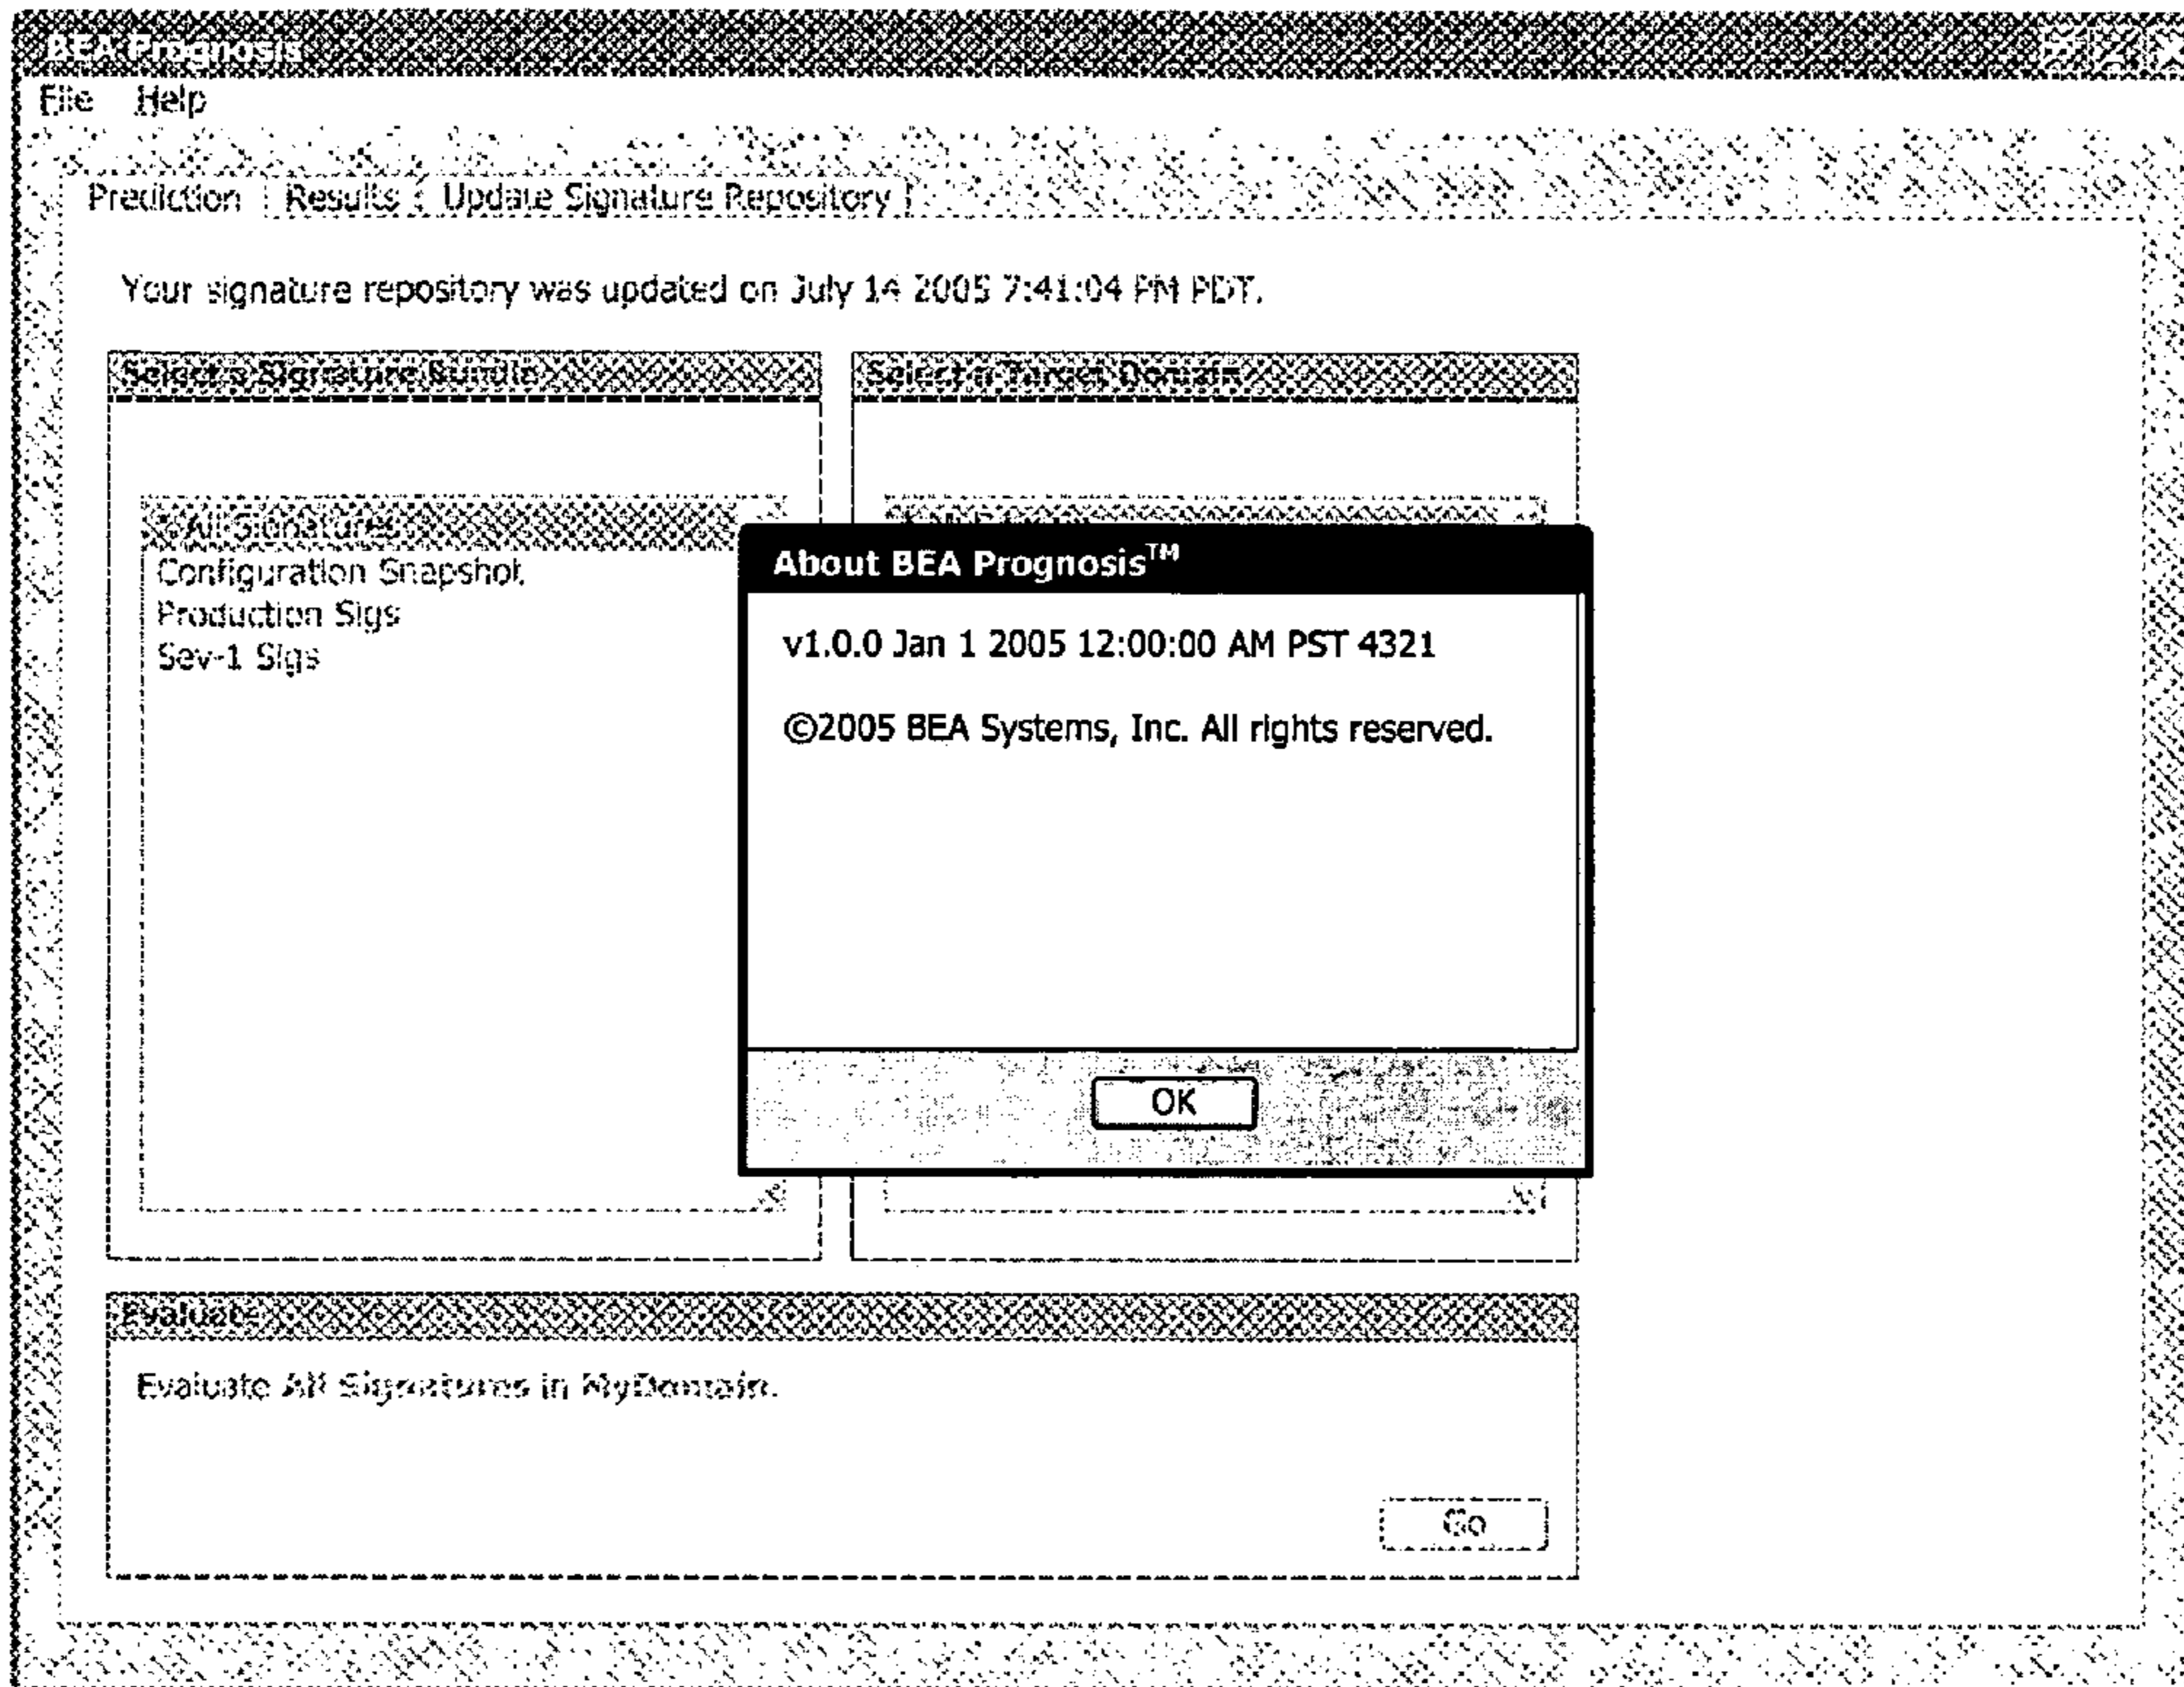 BEA Prognosis
File Help
Prediction Results Update Signature Repository
Your signature repository was updated on July 14 2005 7:41:04 PM PDT.
Select a Signature Bundle
Select a Target Domain
All Signatures
Configuration Snapshot
Production Sigs
Sev-1 Sigs
About BEA Prognosis™
v1.0.0 Jan 1 2005 12:00:00 AM PST 4321
©2005 BEA Systems, Inc. All rights reserved.
OK
Evaluate
Evaluate All Signatures in MyDomain.
Go